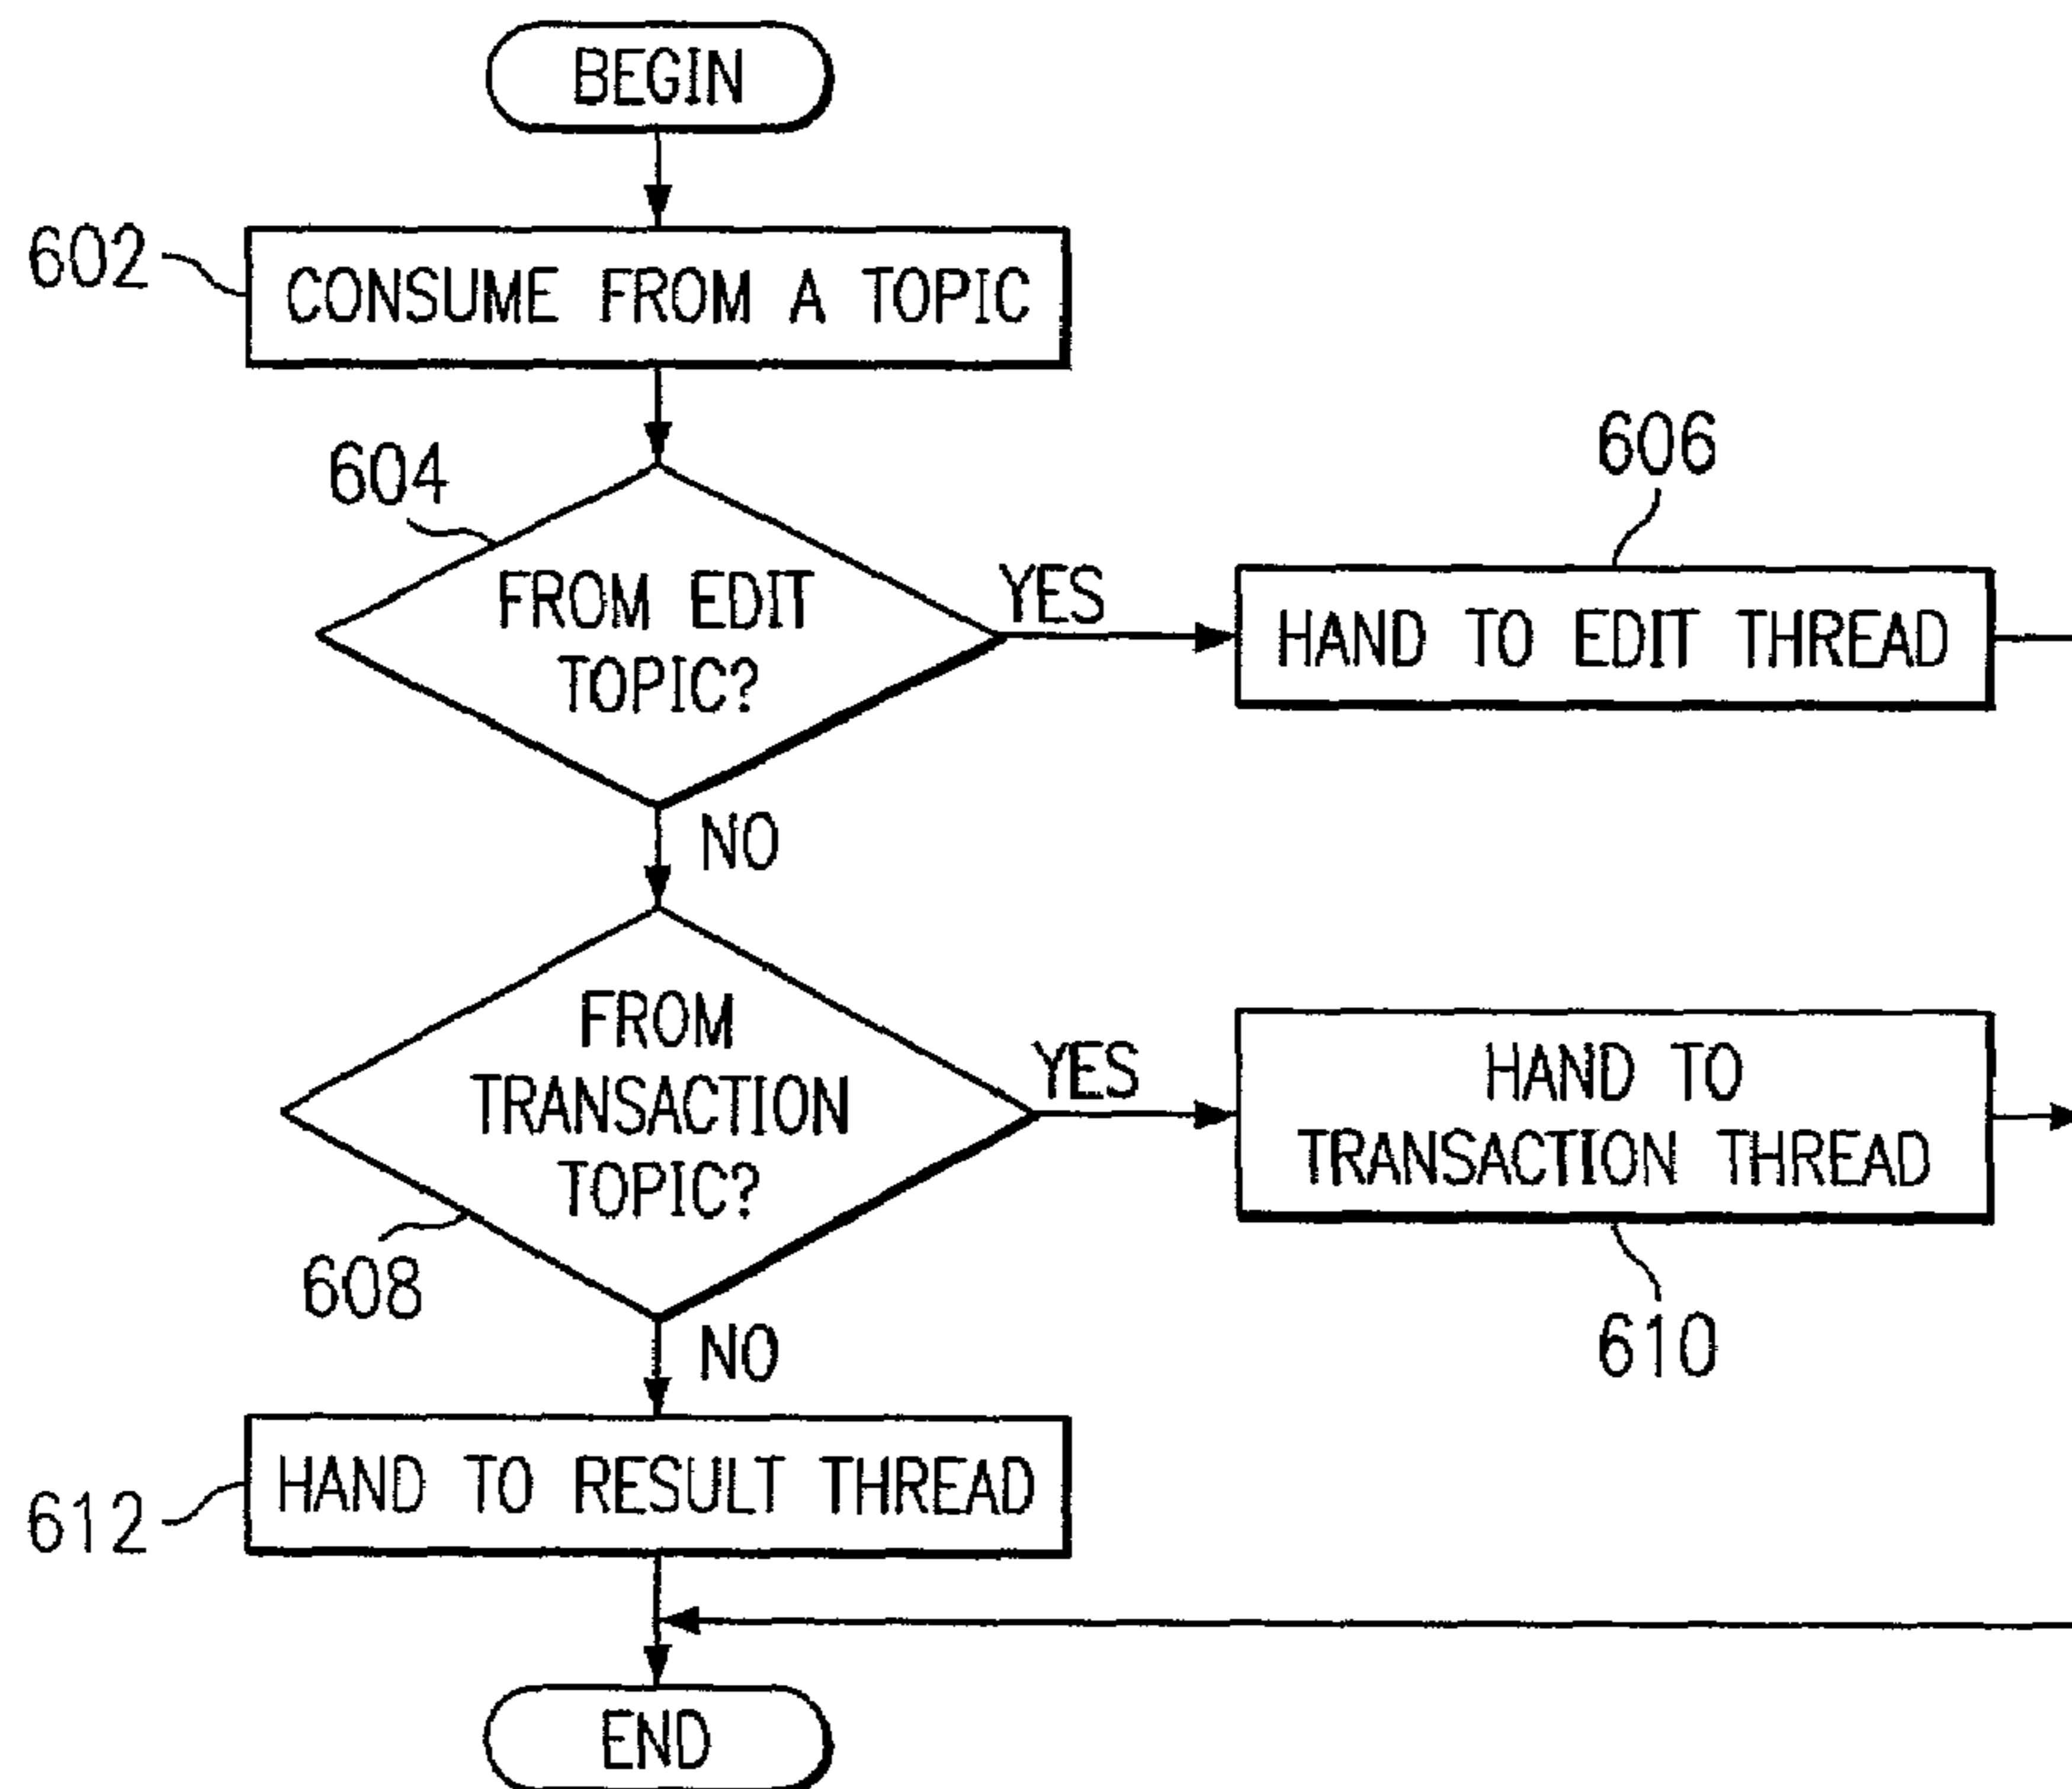 BEGIN
602
CONSUME FROM A TOPIC
604
606
FROM EDIT
TOPIC?
YES
HAND TO EDIT THREAD
NO
FROM
TRANSACTION
TOPIC?
YES
HAND TO
TRANSACTION THREAD
608
610
NO
HAND TO RESULT THREAD
612
END